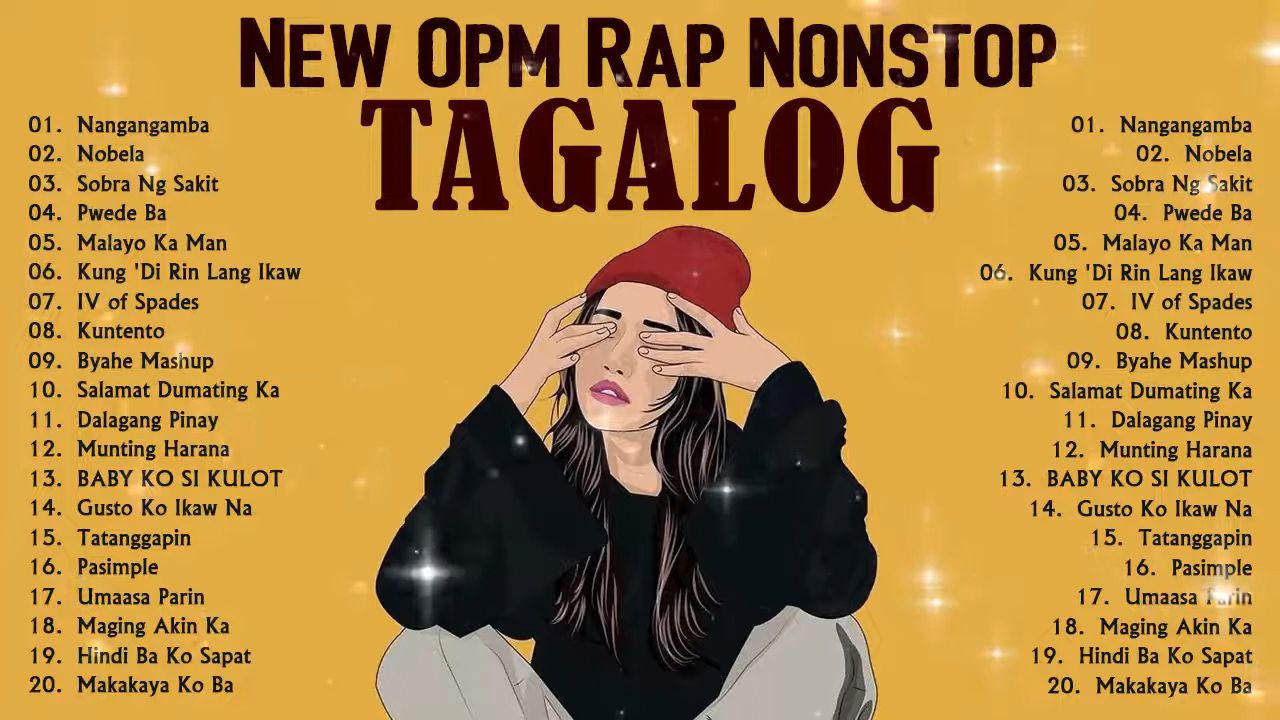 NEW OPM RAP NONSTOP
TAGALOG
01. Nangangamba
02. Nobela
03. Sobra Ng Sakit
04. Pwede Ba
05. Malayo Ka Man
06. Kung 'Di Rin Lang Ikaw
07. IV of Spades
08. Kuntento
09. Byahe Mashup
10. Salamat Dumating Ka
11. Dalagang Pinay
12. Munting Harana
13. BABY KO SI KULOT
14. Gusto Ko Ikaw Na
15. Tatanggapin
16. Pasimple
17. Umaasa Parin
18. Maging Akin Ka
19. Hindi Ba Ko Sapat
20. Makakaya Ko Ba
01. Nangangamba
02. Nobela
03. Sobra Ng Sakit
04. Pwede Ba
05. Malayo Ka Man
06. Kung 'Di Rin Lang Ikaw
07. IV of Spades
08. Kuntento
09. Byahe Mashup
10. Salamat Dumating Ka
11. Dalagang Pinay
12. Munting Harana
13. BABY KO SI KULOT
14. Gusto Ko Ikaw Na
15. Tatanggapin
16. Pasimple
17. Umaasa Parin
18. Maging Akin Ka
19. Hindi Ba Ko Sapat
20. Makakaya Ko Ba